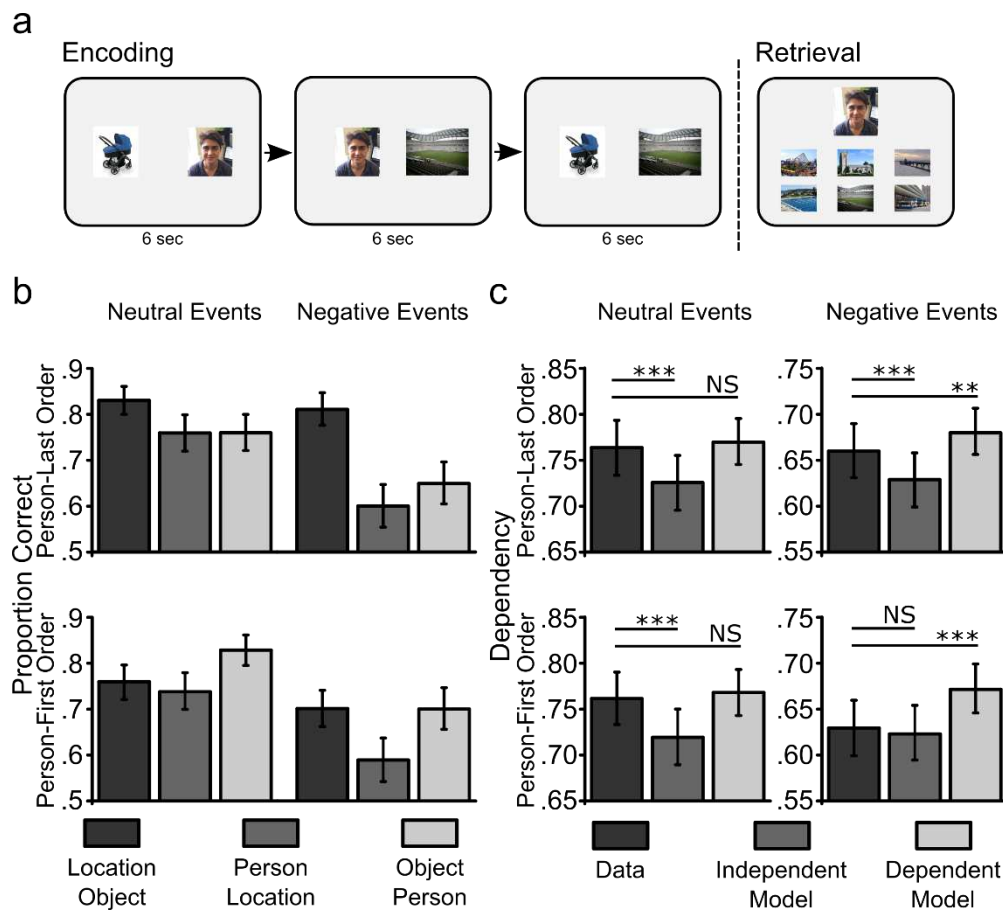 a
Encoding
Retrieval
6 sec
6 sec
6 sec
b
Neutral Events
Negative Events
Proportion Correct
Person-Last Order
.9
.8
.7
.6
.5
Person-First Order
.9
.8
.7
.6
.5
Location
Object
Person
Location
Object
Person
c
Neutral Events
Negative Events
Dependency
Person-Last Order
.85
.80
.75
.70
.65
***
NS
.75
.70
.65
.60
.55
***
**
Person-First Order
.85
.80
.75
.70
.65
***
NS
.75
.70
.65
.60
.55
NS
***
Data
Independent
Model
Dependent
Model